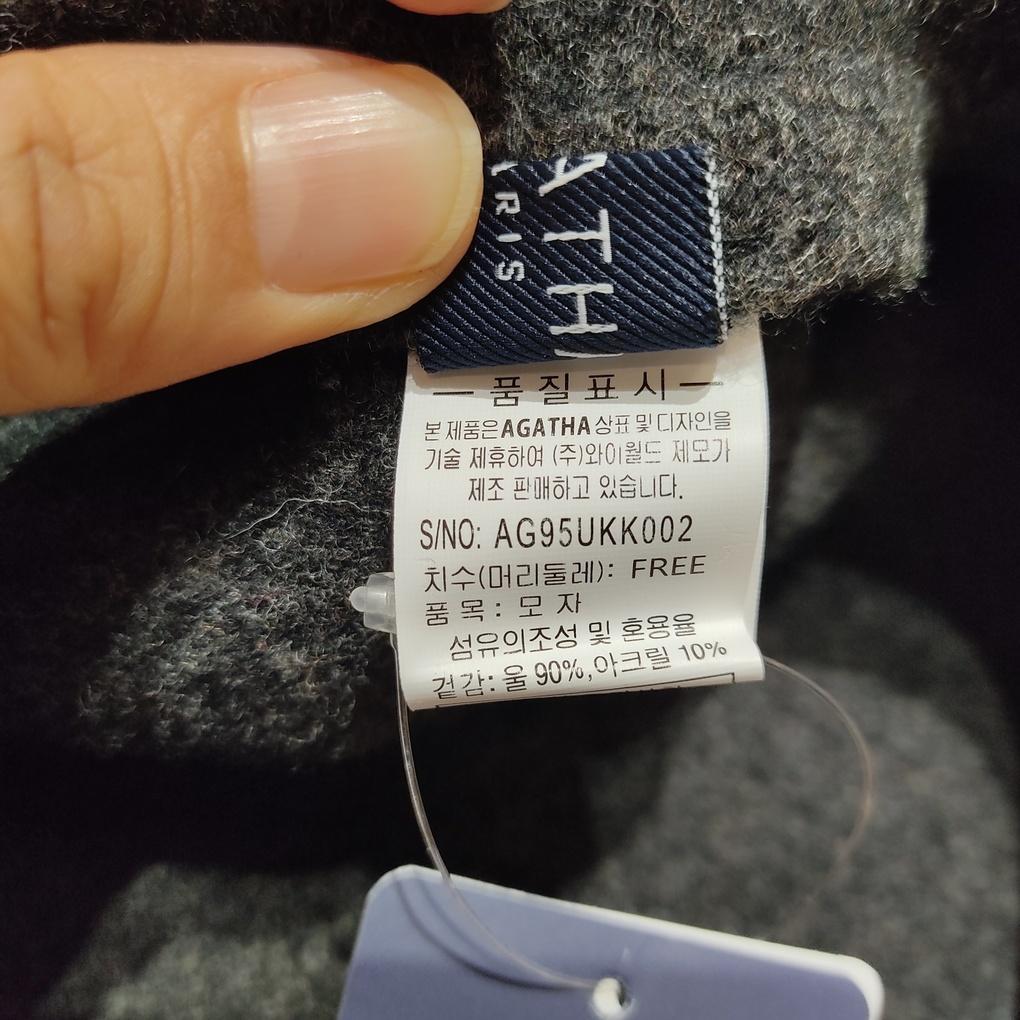 ATHA
ARIS
— 품질표시 —
본 제품은 AGATHA 상표 및 디자인을
기술 제휴하여 (주)와이월드 제모가
제조 판매하고 있습니다.
S/NO: AG95UKK002
치수(머리둘레): FREE
품 목 : 모 자
섬유의조성 및 혼용율
겉감: 울 90%, 아크릴 10%